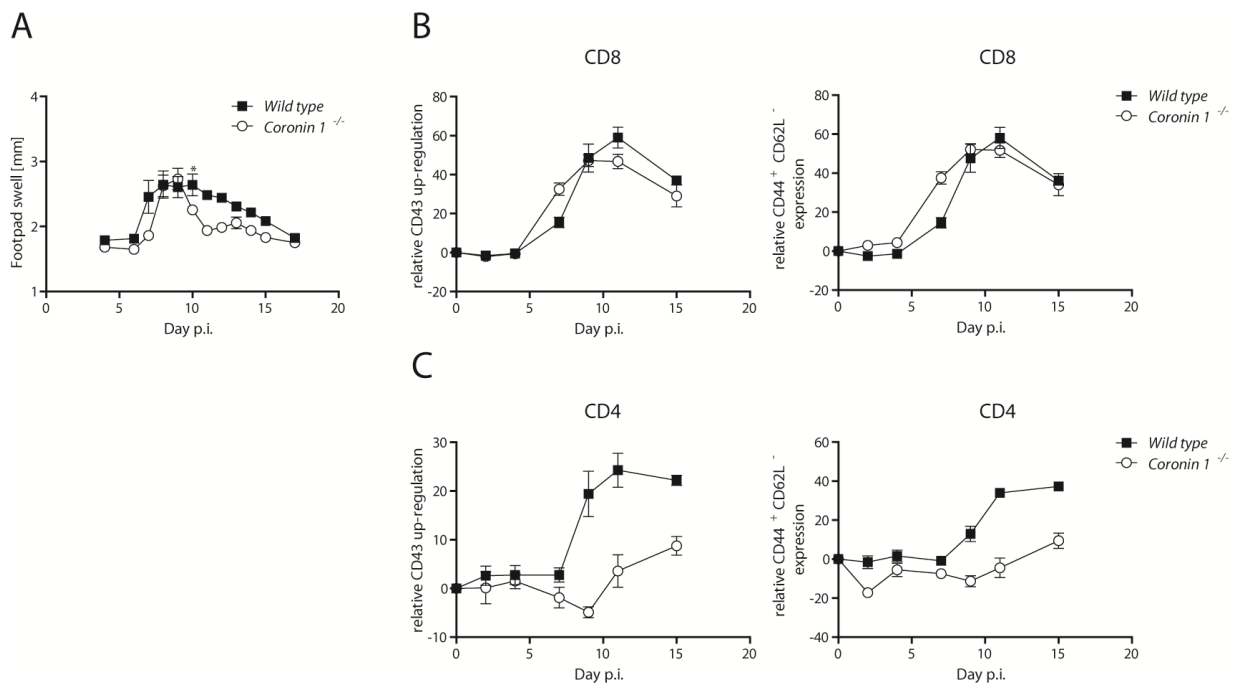 A
Footpad swell [mm]
4
3
2
1
0
5
10
15
20
Day p.i.
*
Wild type
Coronin 1 -/-
B
CD8
relative CD43 up-regulation
80
60
40
20
0
-20
0
5
10
15
20
Day p.i.
CD8
relative CD44 + CD62L -
expression
80
60
40
20
0
-20
0
5
10
15
20
Day p.i.
Wild type
Coronin 1 -/-
C
CD4
relative CD43 up-regulation
30
20
10
0
-10
0
5
10
15
20
Day p.i.
CD4
relative CD44 + CD62L -
expression
60
40
20
0
-20
-40
0
5
10
15
20
Day p.i.
Wild type
Coronin 1 -/-